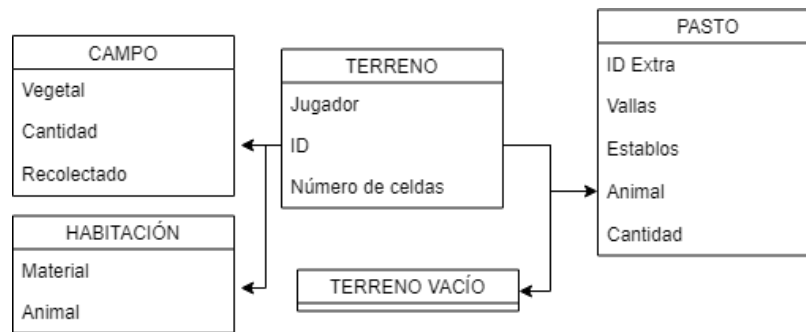 CAMPO
Vegetal
Cantidad
Recolectado
HABITACIÓN
Material
Animal
TERRENO
Jugador
ID
Número de celdas
TERRENO VACÍO
PASTO
ID Extra
Vallas
Establos
Animal
Cantidad